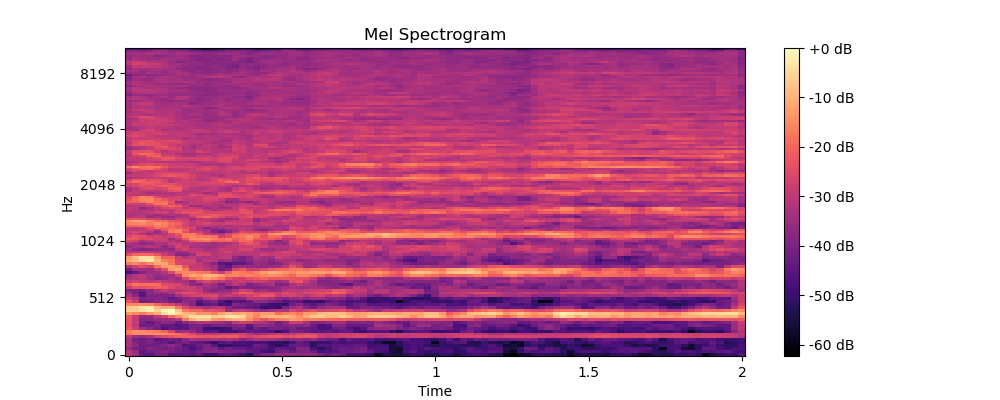 Mel Spectrogram
Hz
8192
4096
2048
1024
512
0
0 0.5 1 1.5 2
Time
+0 dB
-10 dB
-20 dB
-30 dB
-40 dB
-50 dB
-60 dB